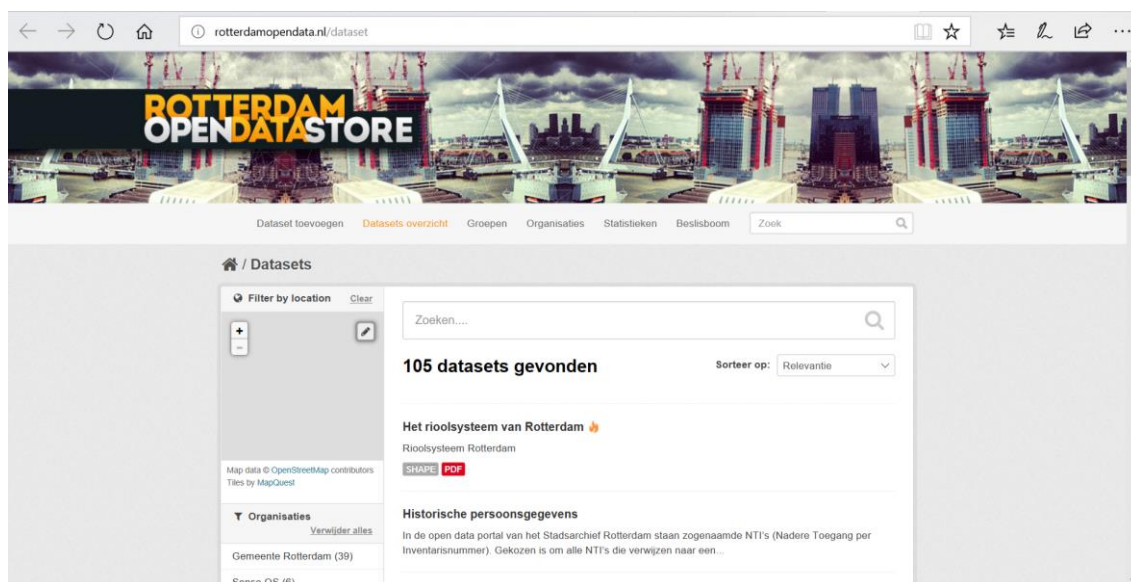 rotterdamopendata.nl/dataset
ROTTERDAM
OPENDATASTORE
Dataset toevoegen Datasets overzicht Groepen Organisaties Statistieken Beslisboom Zoek
/ Datasets
Filter by location Clear
+
-
Map data © OpenStreetMap contributors
Tiles by MapQuest
Organisaties
Verwijder alles
Gemeente Rotterdam (39)
Sense OS (6)
Zoeken....
105 datasets gevonden
Sorteer op: Relevantie
Het rioolsysteem van Rotterdam
Rioolsysteem Rotterdam
SHAPE PDF
Historische persoonsgegevens
In de open data portal van het Stadsarchief Rotterdam staan zogenaamde NTI's (Nadere Toegang per
Inventarisnummer). Gekozen is om alle NTI's die verwijzen naar een...